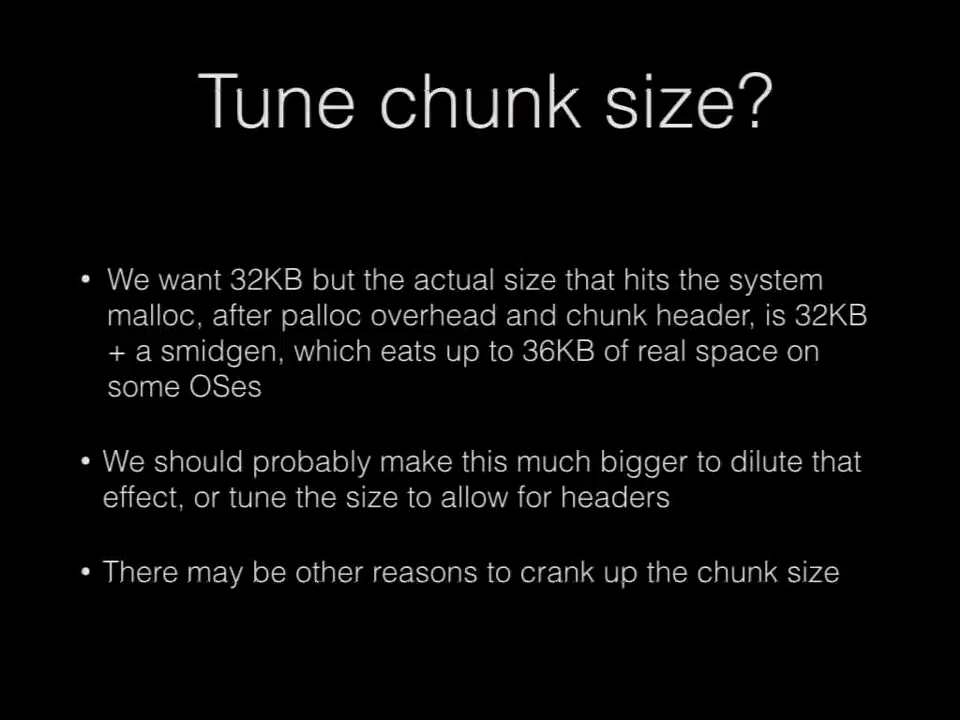 Tune chunk size?
• We want 32KB but the actual size that hits the system
malloc, after palloc overhead and chunk header, is 32KB
+ a smidgen, which eats up to 36KB of real space on
some OSes
• We should probably make this much bigger to dilute that
effect, or tune the size to allow for headers
• There may be other reasons to crank up the chunk size